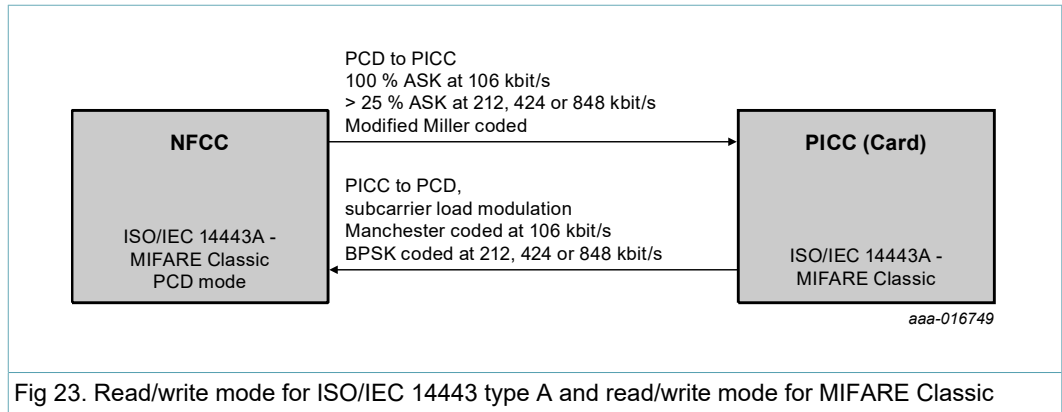 PCD to PICC
100 % ASK at 106 kbit/s
> 25 % ASK at 212, 424 or 848 kbit/s
Modified Miller coded
NFCC
PICC (Card)
PICC to PCD,
subcarrier load modulation
Manchester coded at 106 kbit/s
BPSK coded at 212, 424 or 848 kbit/s
ISO/IEC 14443A -
MIFARE Classic
PCD mode
ISO/IEC 14443A -
MIFARE Classic
aaa-016749
Fig 23. Read/write mode for ISO/IEC 14443 type A and read/write mode for MIFARE Classic